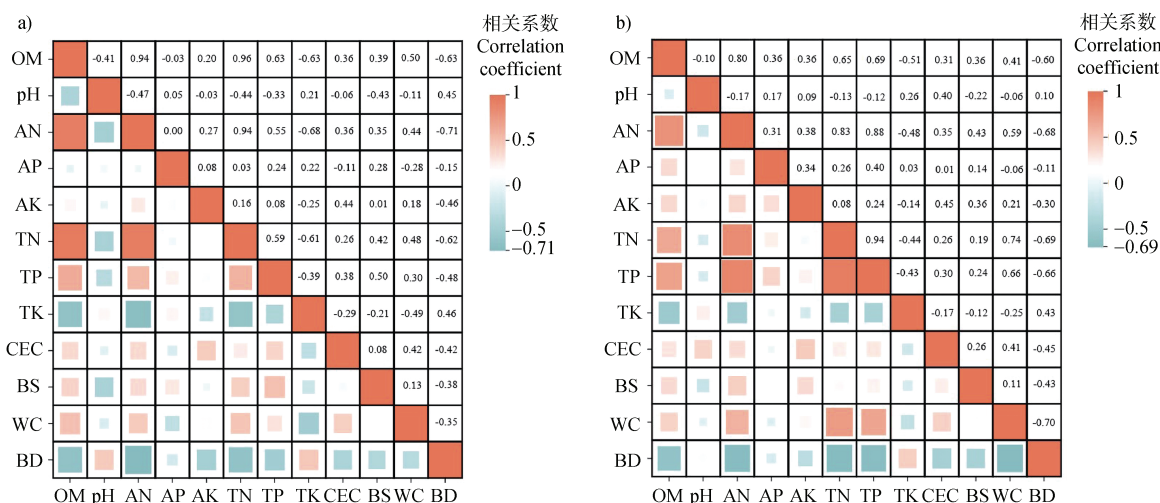 a)
相关系数
Correlation
coefficient
1
0.5
0
−0.5
−0.71
OM -0.41 0.94 -0.03 0.20 0.96 0.63 -0.63 0.36 0.39 0.50 -0.63
pH -0.47 0.05 -0.03 -0.44 -0.33 0.21 -0.06 -0.43 -0.11 0.45
AN 0.00 0.27 0.94 0.55 -0.68 0.36 0.35 0.44 -0.71
AP 0.08 0.03 0.24 0.22 -0.11 0.28 -0.28 -0.15
AK 0.16 0.08 -0.25 0.44 0.01 0.18 -0.46
TN 0.59 -0.61 0.26 0.42 0.48 -0.62
TP -0.39 0.38 0.50 0.30 -0.48
TK -0.29 -0.21 -0.49 0.46
CEC 0.08 0.42 -0.42
BS 0.13 -0.38
WC -0.35
BD
OM pH AN AP AK TN TP TK CEC BS WC BD
b)
相关系数
Correlation
coefficient
1
0.5
0
−0.5
−0.69
OM -0.10 0.80 0.36 0.36 0.65 0.69 -0.51 0.31 0.36 0.41 -0.60
pH -0.17 0.17 0.09 -0.13 -0.12 0.26 0.40 -0.22 -0.06 0.10
AN 0.31 0.38 0.83 0.88 -0.48 0.35 0.43 0.59 -0.68
AP 0.34 0.26 0.40 0.03 0.01 0.14 -0.06 -0.11
AK 0.08 0.24 -0.14 0.45 0.36 0.21 -0.30
TN 0.94 -0.44 0.26 0.19 0.74 -0.69
TP -0.43 0.30 0.24 0.66 -0.66
TK -0.17 -0.12 -0.25 0.43
CEC 0.26 0.41 -0.45
BS 0.11 -0.43
WC -0.70
BD
OM pH AN AP AK TN TP TK CEC BS WC BD